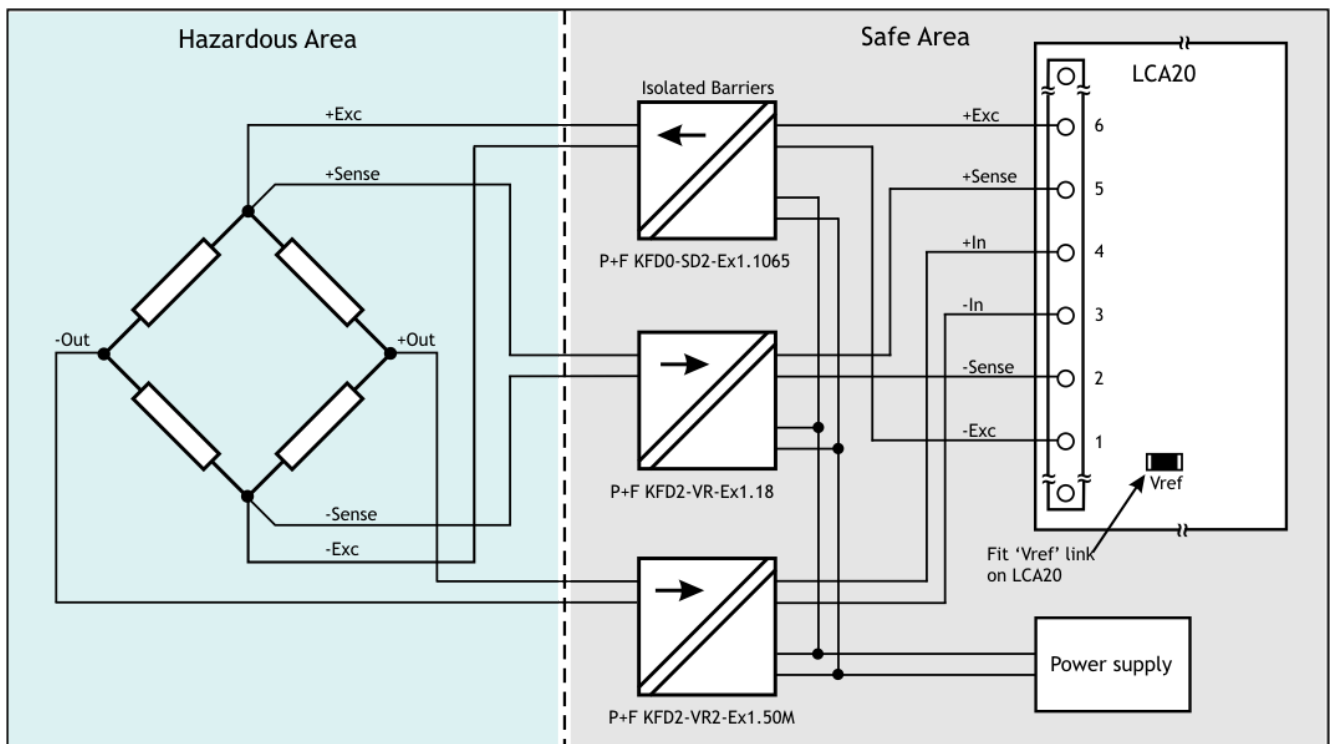 Hazardous Area
Safe Area
LCA20
Isolated Barriers
+Exc
+Exc
6
+Sense
+Sense
5
+In
4
P+F KFD0-SD2-Ex1.1065
-In
3
-Out
+Out
-Sense
2
-Exc
1
P+F KFD2-VR-Ex1.18
Vref
-Sense
-Exc
Fit ‘Vref’ link
on LCA20
Power supply
P+F KFD2-VR2-Ex1.50M